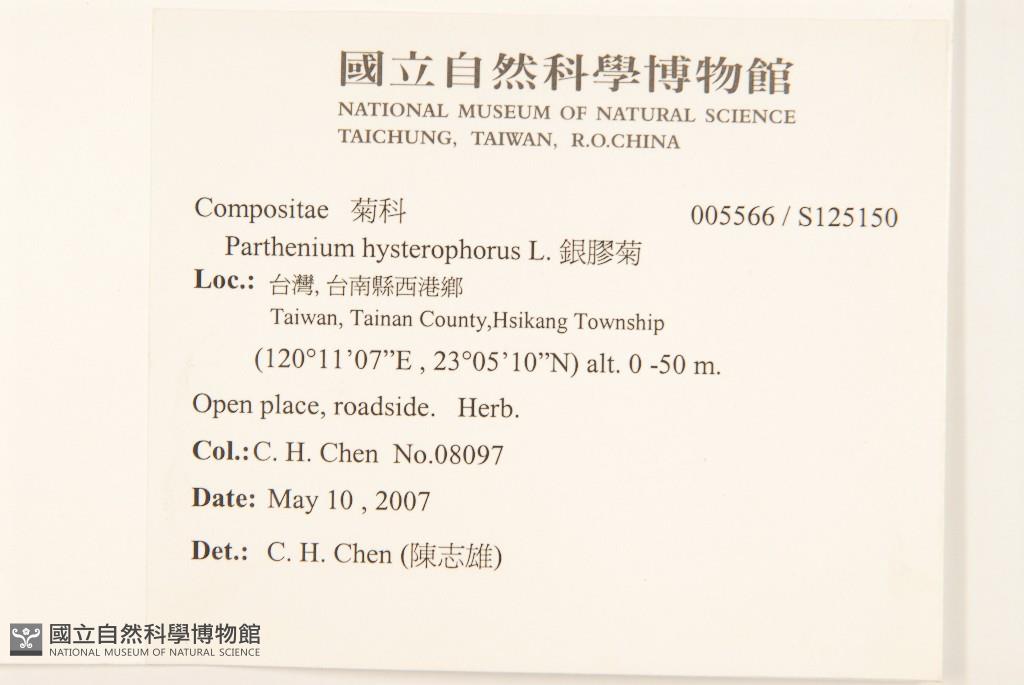 國立自然科學博物館
NATIONAL MUSEUM OF NATURAL SCIENCE
TAICHUNG, TAIWAN, R.O.CHINA
Compositae 菊科 005566 / S125150
Parthenium hysterophorus L. 銀膠菊
Loc.: 台灣, 台南縣西港鄉
Taiwan, Tainan County,Hsikang Township
(120°11’07”E , 23°05’10”N) alt. 0 -50 m.
Open place, roadside. Herb.
Col.: C. H. Chen No.08097
Date: May 10 , 2007
Det.: C. H. Chen (陳志雄)
國立自然科學博物館
NATIONAL MUSEUM OF NATURAL SCIENCE